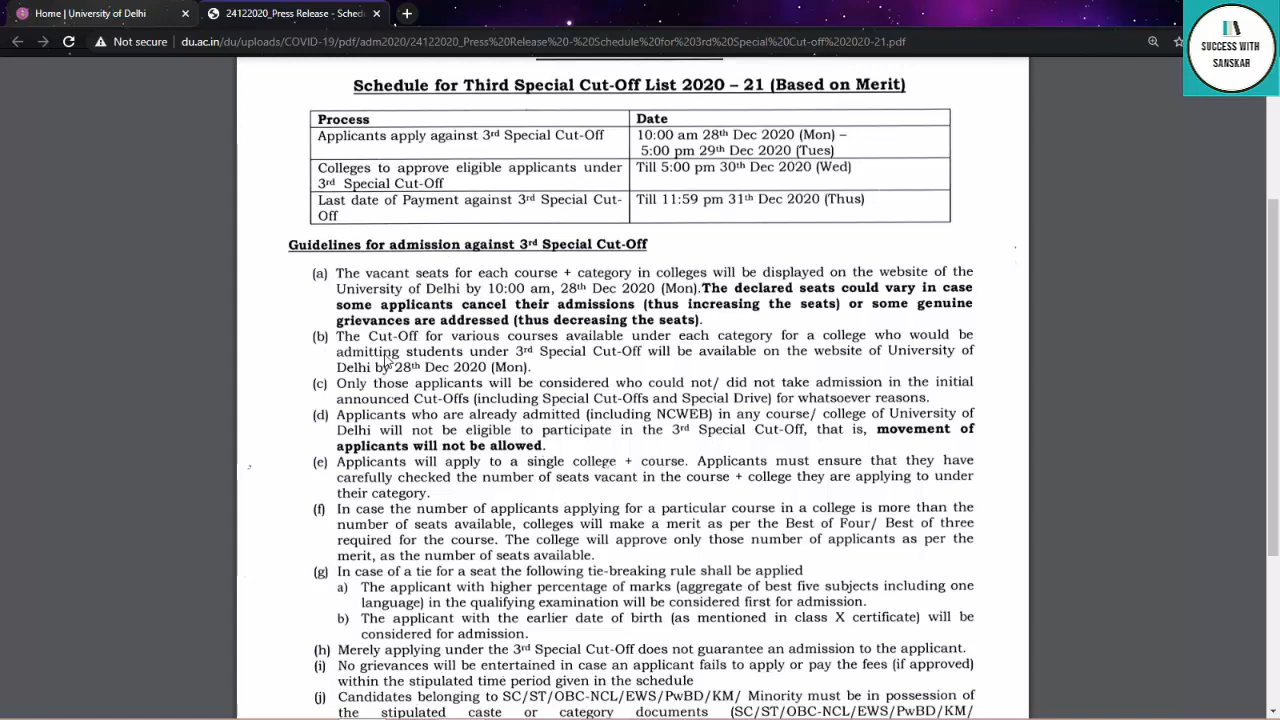 Home | University of Delhi
24122020_Press Release - Sched
Not secure
du.ac.in/du/uploads/COVID-19/pdf/adm2020/24122020_Press%20Release%20-%20Schedule%20for%203rd%20Special%20Cut-off%202020-21.pdf
SUCCESS WITH
SANSKAR
Schedule for Third Special Cut-Off List 2020 – 21 (Based on Merit)
Process Date
Applicants apply against 3rd Special Cut-Off 10:00 am 28th Dec 2020 (Mon) –
5:00 pm 29th Dec 2020 (Tues)
Colleges to approve eligible applicants under Till 5:00 pm 30th Dec 2020 (Wed)
3rd Special Cut-Off
Last date of Payment against 3rd Special Cut- Till 11:59 pm 31th Dec 2020 (Thus)
Off
Guidelines for admission against 3rd Special Cut-Off
(a) The vacant seats for each course + category in colleges will be displayed on the website of the
University of Delhi by 10:00 am, 28th Dec 2020 (Mon).The declared seats could vary in case
some applicants cancel their admissions (thus increasing the seats) or some genuine
grievances are addressed (thus decreasing the seats).
(b) The Cut-Off for various courses available under each category for a college who would be
admitting students under 3rd Special Cut-Off will be available on the website of University of
Delhi by 28th Dec 2020 (Mon).
(c) Only those applicants will be considered who could not/ did not take admission in the initial
announced Cut-Offs (including Special Cut-Offs and Special Drive) for whatsoever reasons.
(d) Applicants who are already admitted (including NCWEB) in any course/ college of University of
Delhi will not be eligible to participate in the 3rd Special Cut-Off, that is, movement of
applicants will not be allowed.
(e) Applicants will apply to a single college + course. Applicants must ensure that they have
carefully checked the number of seats vacant in the course + college they are applying to under
their category.
(f) In case the number of applicants applying for a particular course in a college is more than the
number of seats available, colleges will make a merit as per the Best of Four/ Best of three
required for the course. The college will approve only those number of applicants as per the
merit, as the number of seats available.
(g) In case of a tie for a seat the following tie-breaking rule shall be applied
a) The applicant with higher percentage of marks (aggregate of best five subjects including one
language) in the qualifying examination will be considered first for admission.
b) The applicant with the earlier date of birth (as mentioned in class X certificate) will be
considered for admission.
(h) Merely applying under the 3rd Special Cut-Off does not guarantee an admission to the applicant.
(i) No grievances will be entertained in case an applicant fails to apply or pay the fees (if approved)
within the stipulated time period given in the schedule
(j) Candidates belonging to SC/ST/OBC-NCL/EWS/PwBD/KM/ Minority must be in possession of
the stipulated caste or category documents (SC/ST/OBC-NCL/EWS/PwBD/KM/